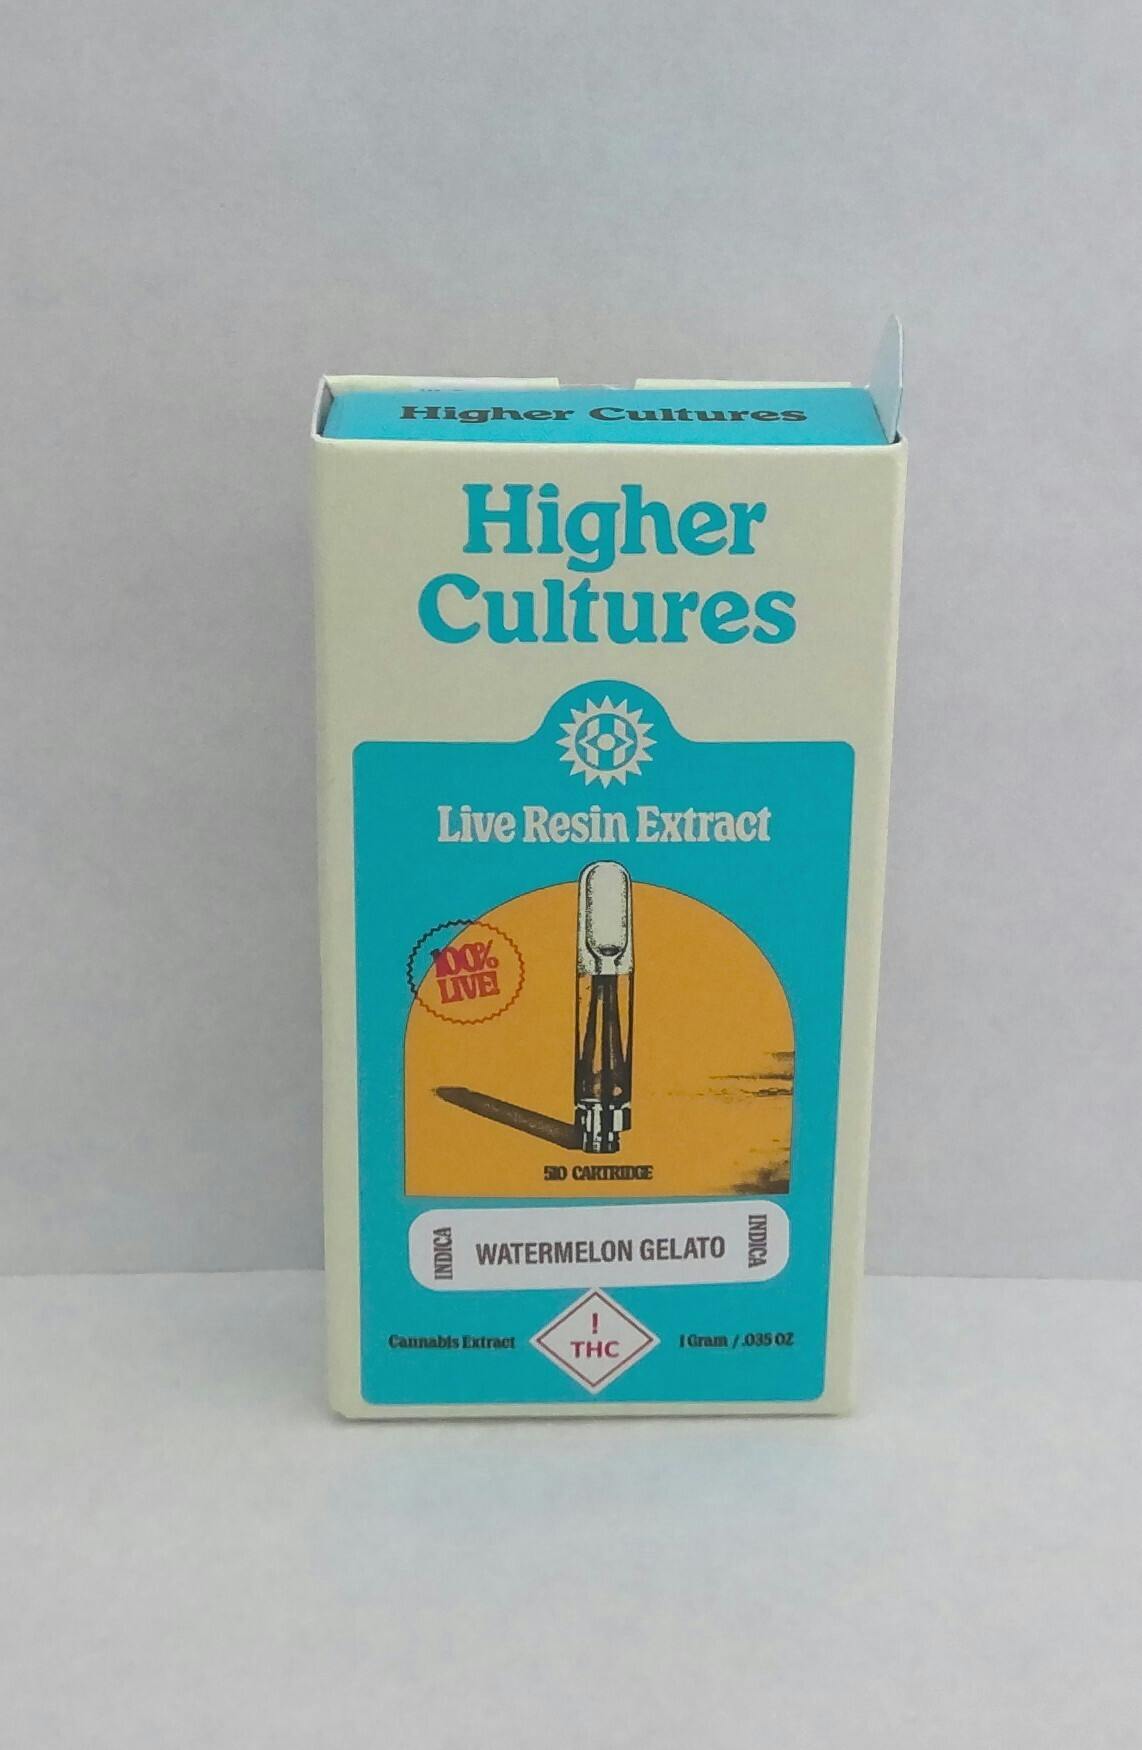 Higher Cultures
Higher
Cultures
Live Resin Extract
100%
LIVE!
510 CARTRIDGE
INDICA
WATERMELON GELATO
INDICA
Cannabis Extract
!
THC
1 Gram / .035 OZ